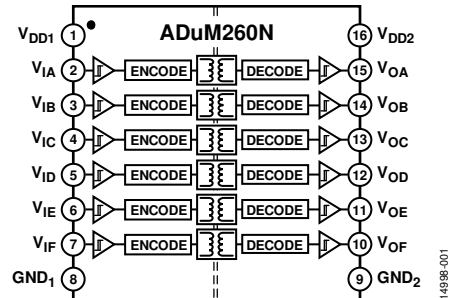 ADuM260N
VDD1 1 16 VDD2
VIA 2 ENCODE DECODE 15 VOA
VIB 3 ENCODE DECODE 14 VOB
VIC 4 ENCODE DECODE 13 VOC
VID 5 ENCODE DECODE 12 VOD
VIE 6 ENCODE DECODE 11 VOE
VIF 7 ENCODE DECODE 10 VOF
GND1 8 9 GND2
14998-001